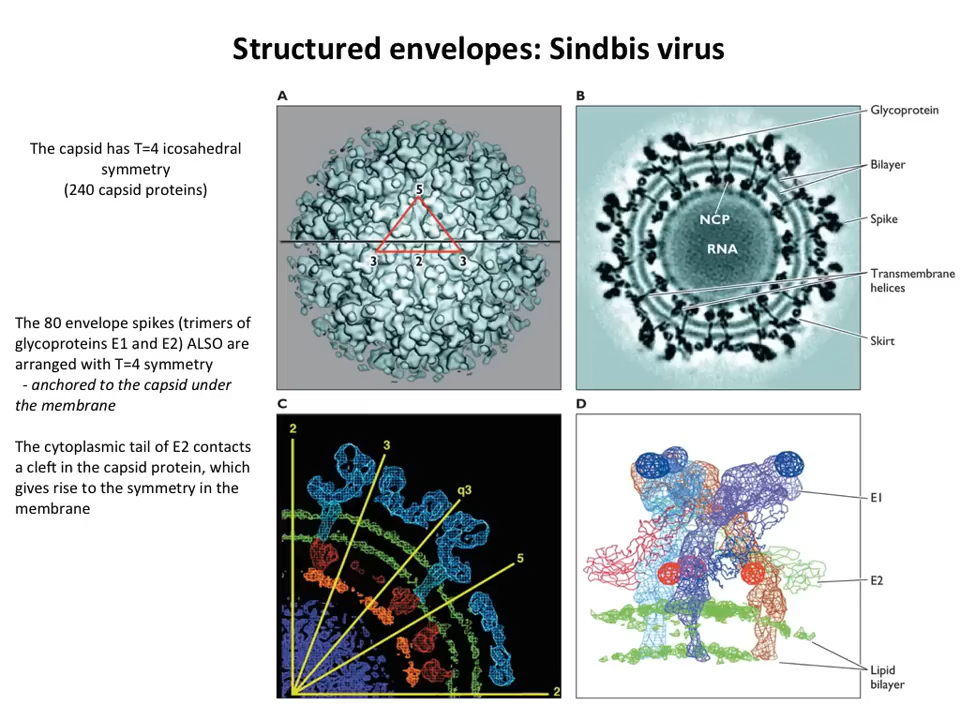 Structured envelopes: Sindbis virus
The capsid has T=4 icosahedral
symmetry
(240 capsid proteins)
The 80 envelope spikes (trimers of
glycoproteins E1 and E2) ALSO are
arranged with T=4 symmetry
- anchored to the capsid under
the membrane
The cytoplasmic tail of E2 contacts
a cleft in the capsid protein, which
gives rise to the symmetry in the
membrane
A
5
3 2 3
B
Glycoprotein
Bilayer
NCP
Spike
RNA
Transmembrane
helices
Skirt
C
2
3
q3
5
2
D
E1
E2
Lipid
bilayer